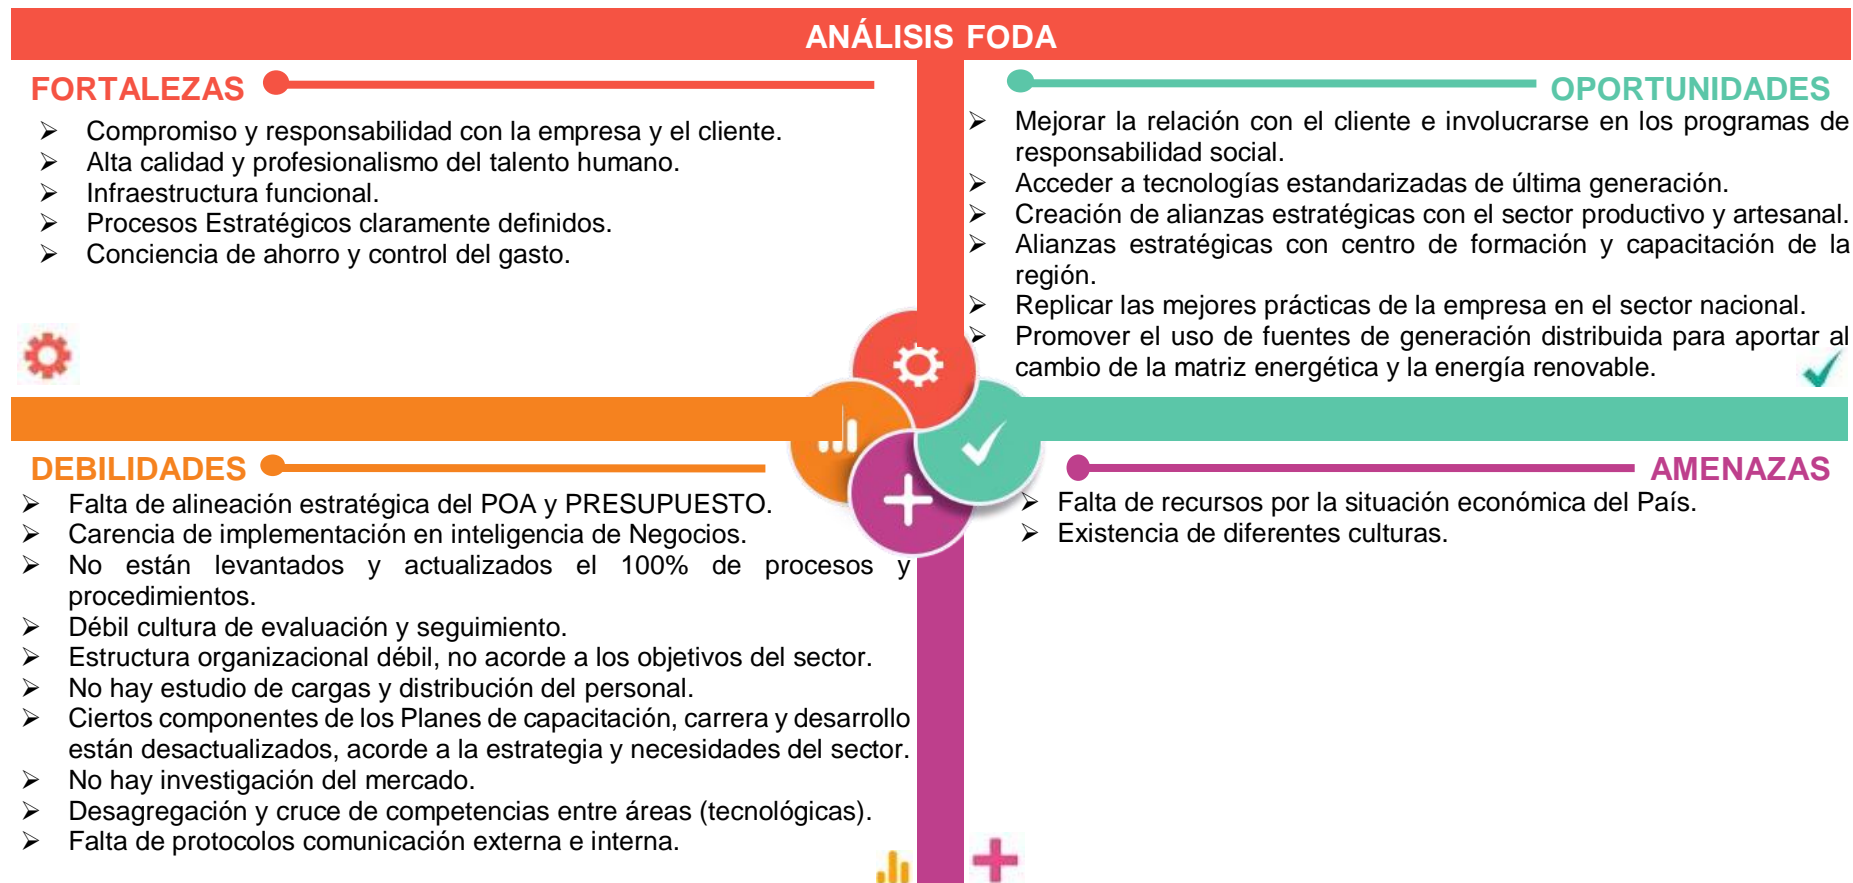 ANÁLISIS FODA
FORTALEZAS
➢ Compromiso y responsabilidad con la empresa y el cliente.
➢ Alta calidad y profesionalismo del talento humano.
➢ Infraestructura funcional.
➢ Procesos Estratégicos claramente definidos.
➢ Conciencia de ahorro y control del gasto.
OPORTUNIDADES
➢ Mejorar la relación con el cliente e involucrarse en los programas de
responsabilidad social.
➢ Acceder a tecnologías estandarizadas de última generación.
➢ Creación de alianzas estratégicas con el sector productivo y artesanal.
➢ Alianzas estratégicas con centro de formación y capacitación de la
región.
➢ Replicar las mejores prácticas de la empresa en el sector nacional.
➢ Promover el uso de fuentes de generación distribuida para aportar al
cambio de la matriz energética y la energía renovable.
DEBILIDADES
➢ Falta de alineación estratégica del POA y PRESUPUESTO.
➢ Carencia de implementación en inteligencia de Negocios.
➢ No están levantados y actualizados el 100% de procesos y
procedimientos.
➢ Débil cultura de evaluación y seguimiento.
➢ Estructura organizacional débil, no acorde a los objetivos del sector.
➢ No hay estudio de cargas y distribución del personal.
➢ Ciertos componentes de los Planes de capacitación, carrera y desarrollo
están desactualizados, acorde a la estrategia y necesidades del sector.
➢ No hay investigación del mercado.
➢ Desagregación y cruce de competencias entre áreas (tecnológicas).
➢ Falta de protocolos comunicación externa e interna.
AMENAZAS
➢ Falta de recursos por la situación económica del País.
➢ Existencia de diferentes culturas.